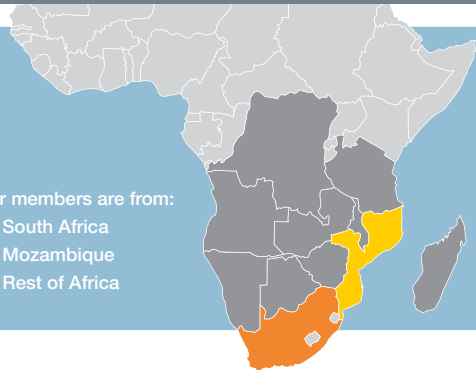 r members are from:
South Africa
Mozambique
Rest of Africa